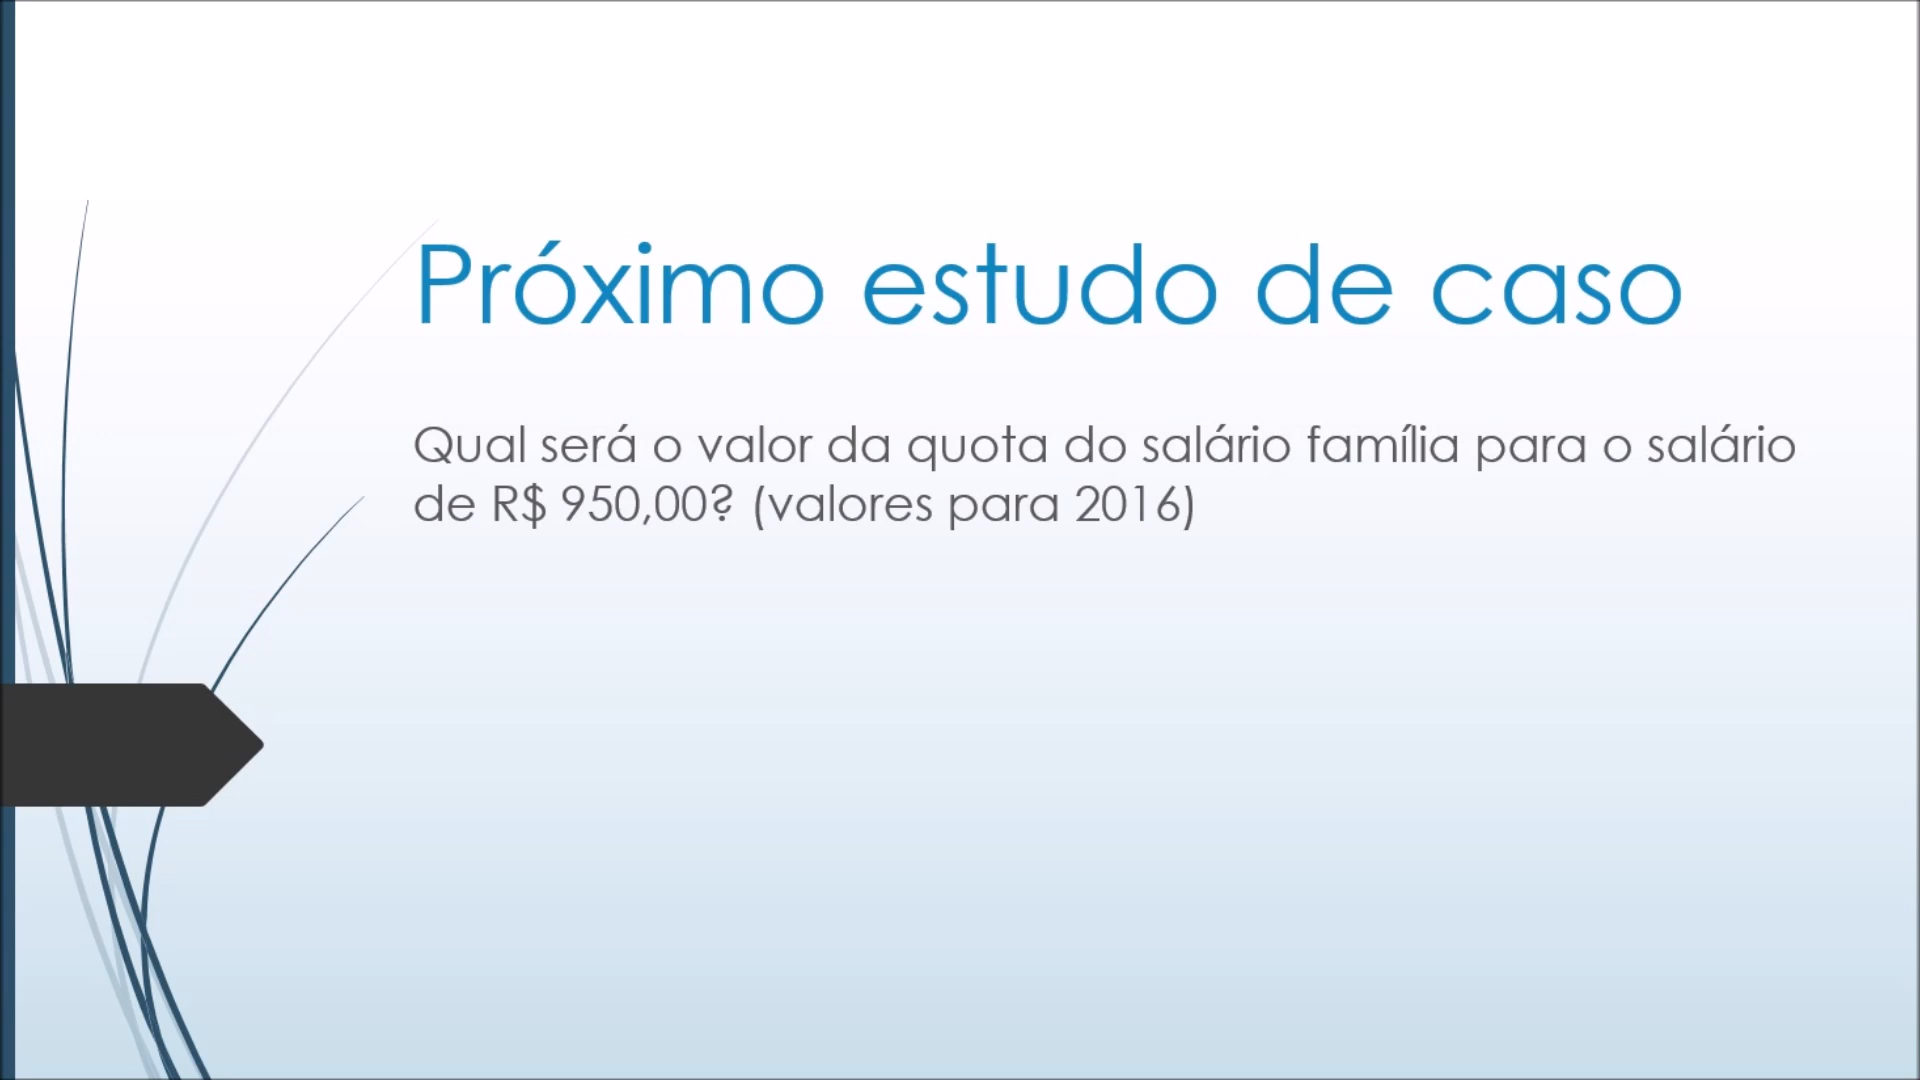 Próximo estudo de caso
Qual será o valor da quota do salário família para o salário
de R$ 950,00? (valores para 2016)